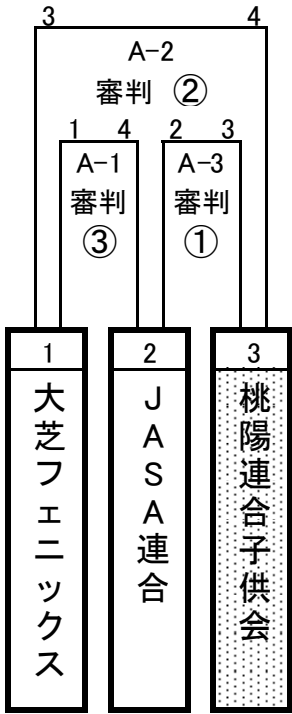 3 4
A-2
審判 ②
1 4 2 3
A-1 A-3
審判 審判
③ ①
1 2 3
大芝フェニックス
JASA連合
桃陽連合子供会